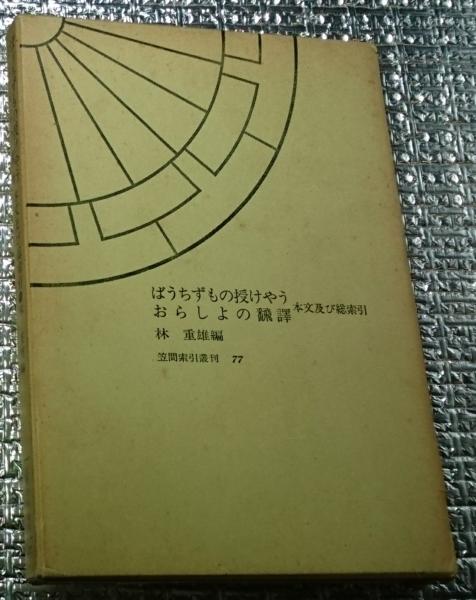 ばうちずもの授けやう
おらしよの飜譯 本文及び総索引
林 重雄編
笠間索引叢刊 77